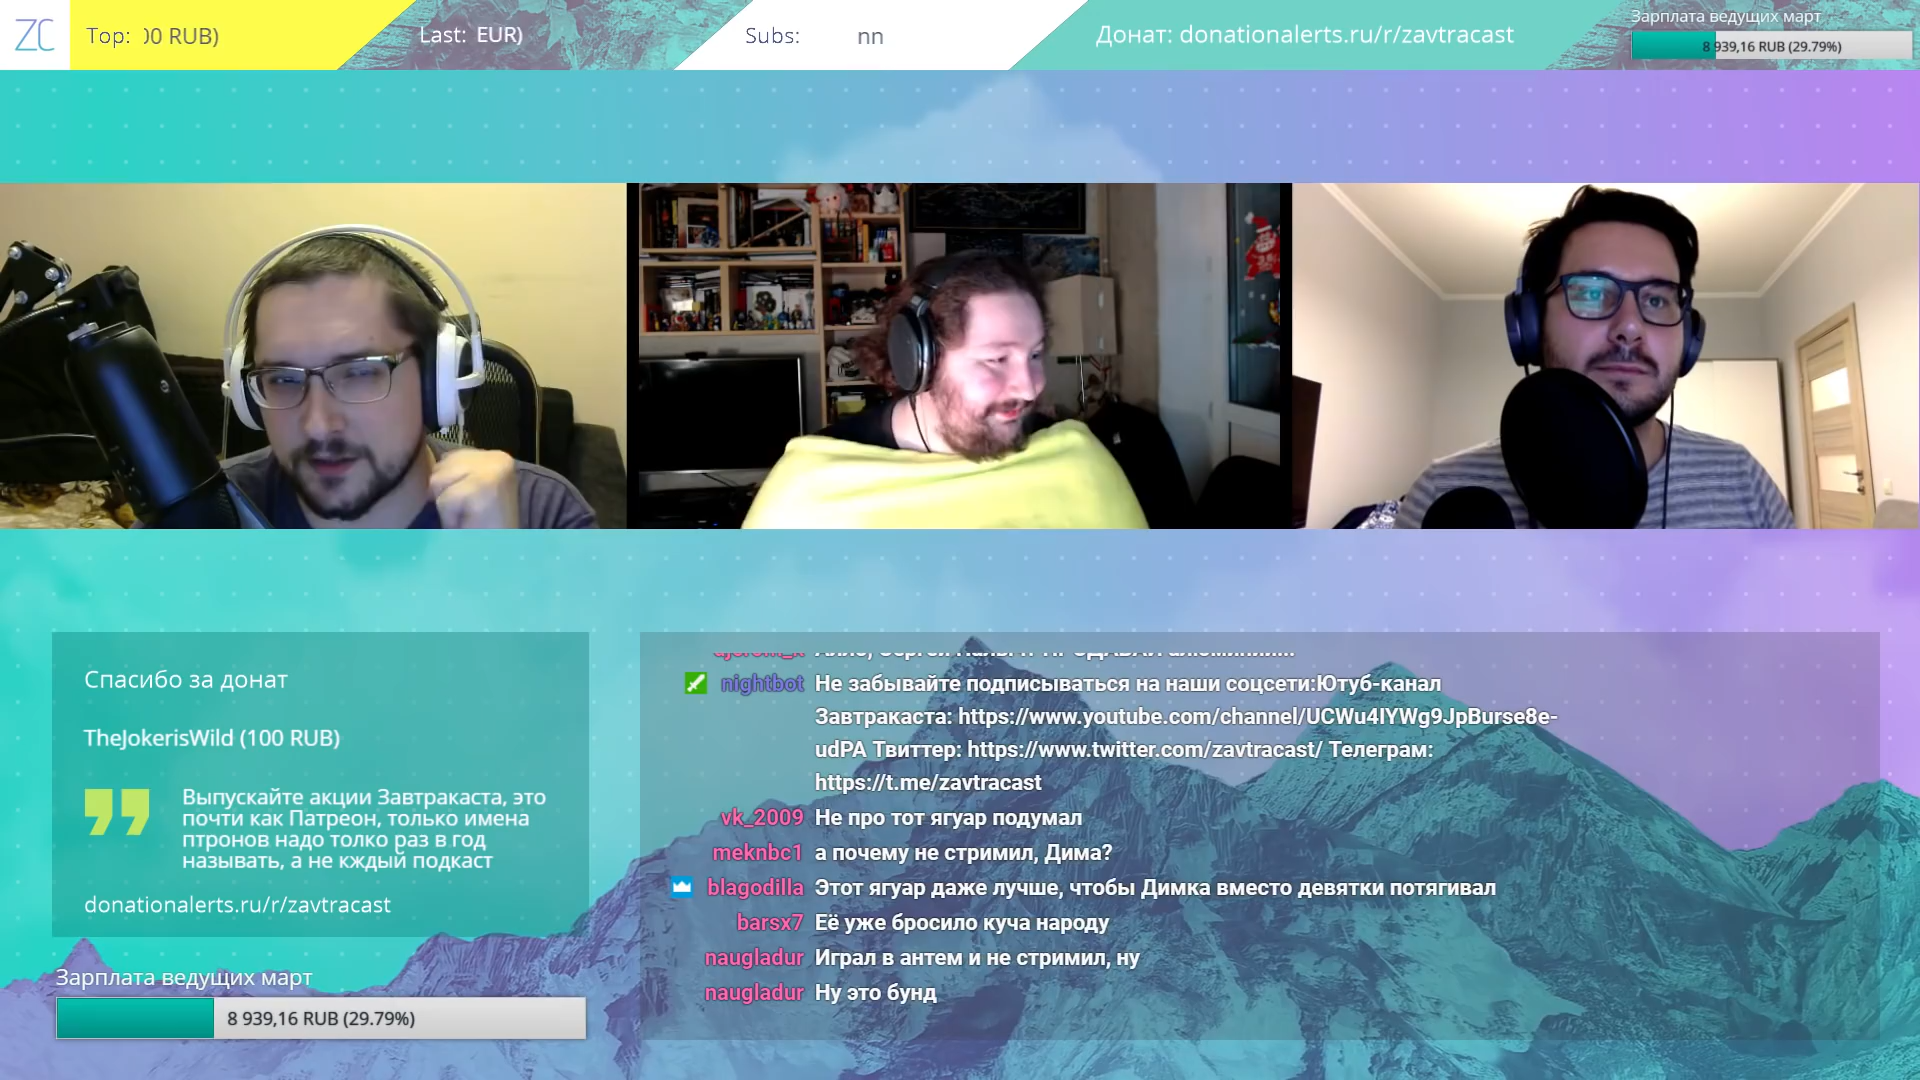 ZC
Top: 00 RUB)
Last: EUR)
Subs: nn
Донат: donationalerts.ru/r/zavtracast
Зарплата ведущих март
8 939,16 RUB (29.79%)
Спасибо за донат
TheJokerisWild (100 RUB)
Выпускайте акции Завтракаста, это
почти как Патреон, только имена
птронов надо толко раз в год
называть, а не кждый подкаст
donationalerts.ru/r/zavtracast
Зарплата ведущих март
8 939,16 RUB (29.79%)
nightbot Не забывайте подписываться на наши соцсети:Ютуб-канал
Завтракаста: https://www.youtube.com/channel/UCWu4IYWg9JpBurse8e-
udPA Твиттер: https://www.twitter.com/zavtracast/ Телеграм:
https://t.me/zavtracast
vk_2009 Не про тот ягуар подумал
meknbc1 а почему не стримил, Дима?
blagodilla Этот ягуар даже лучше, чтобы Димка вместо девятки потягивал
barsx7 Её уже бросило куча народу
naugladur Играл в антем и не стримил, ну
naugladur Ну это бунд